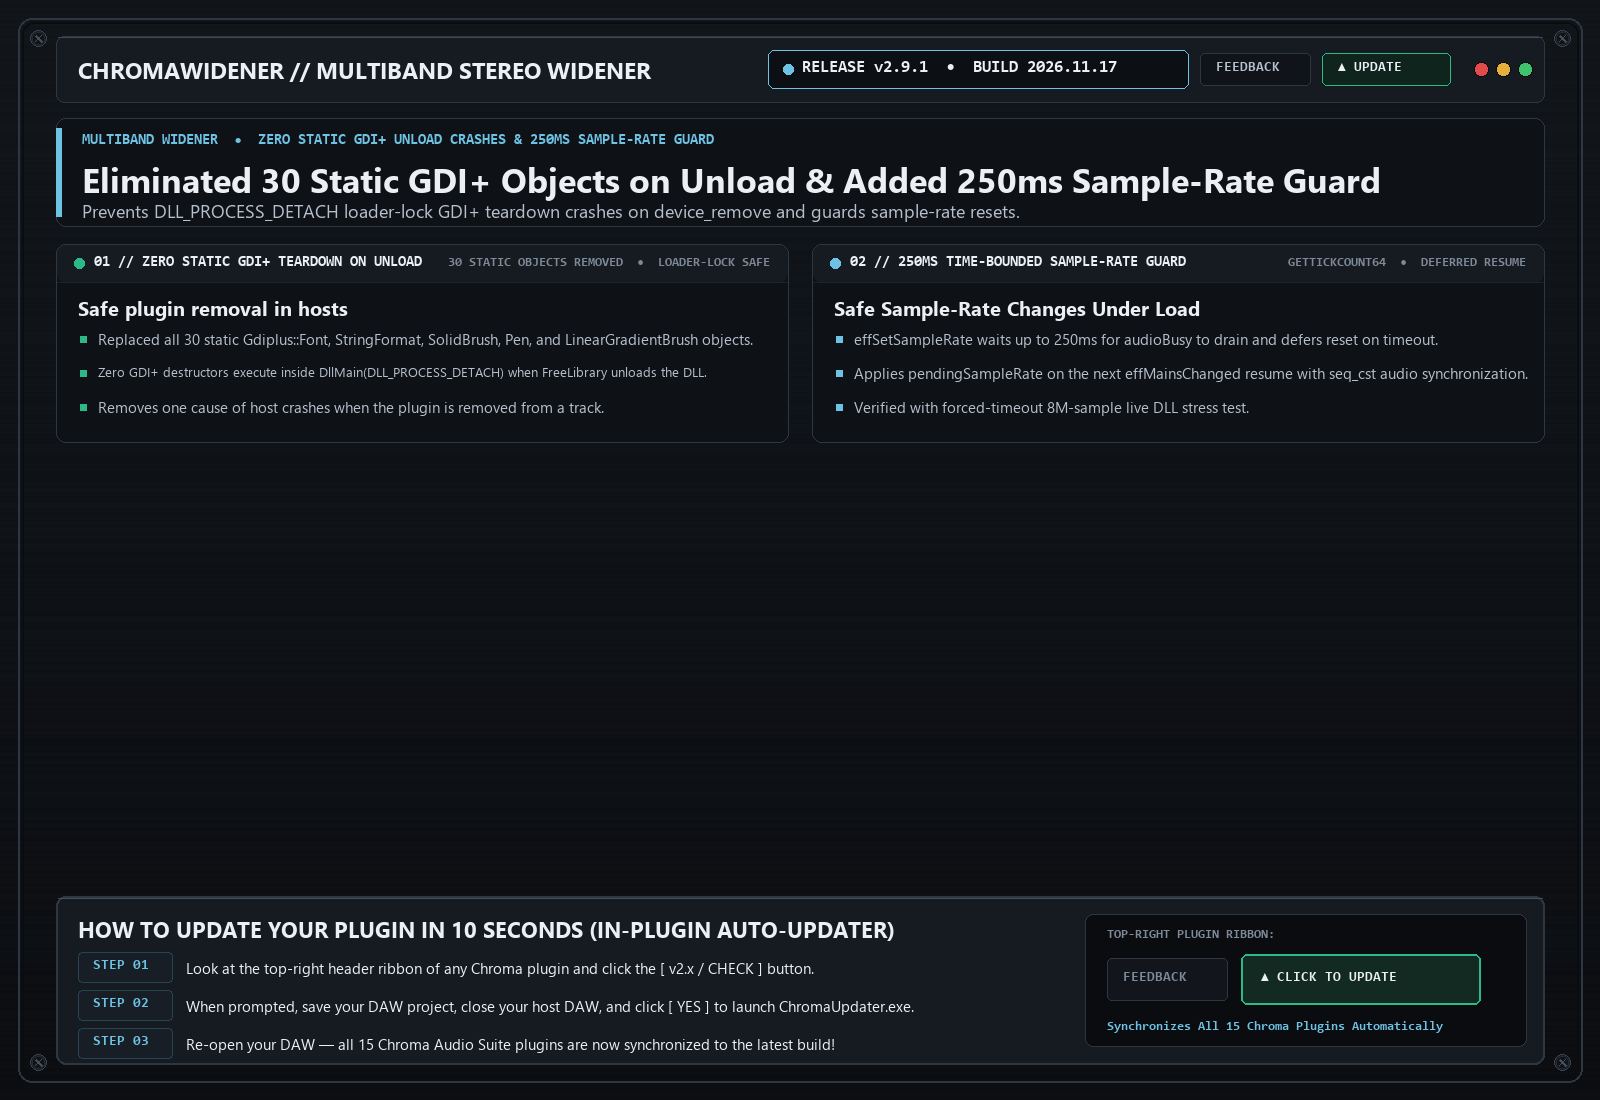 CHROMAWIDENER // MULTIBAND STEREO WIDENER
RELEASE v2.9.1 • BUILD 2026.11.17
FEEDBACK
▲ UPDATE
MULTIBAND WIDENER • ZERO STATIC GDI+ UNLOAD CRASHES & 250MS SAMPLE-RATE GUARD
Eliminated 30 Static GDI+ Objects on Unload & Added 250ms Sample-Rate Guard
Prevents DLL_PROCESS_DETACH loader-lock GDI+ teardown crashes on device_remove and guards sample-rate resets.
01 // ZERO STATIC GDI+ TEARDOWN ON UNLOAD
30 STATIC OBJECTS REMOVED • LOADER-LOCK SAFE
Safe plugin removal in hosts
Replaced all 30 static Gdiplus::Font, StringFormat, SolidBrush, Pen, and LinearGradientBrush objects.
Zero GDI+ destructors execute inside DllMain(DLL_PROCESS_DETACH) when FreeLibrary unloads the DLL.
Removes one cause of host crashes when the plugin is removed from a track.
02 // 250MS TIME-BOUNDED SAMPLE-RATE GUARD
GETTICKCOUNT64 • DEFERRED RESUME
Safe Sample-Rate Changes Under Load
effSetSampleRate waits up to 250ms for audioBusy to drain and defers reset on timeout.
Applies pendingSampleRate on the next effMainsChanged resume with seq_cst audio synchronization.
Verified with forced-timeout 8M-sample live DLL stress test.
HOW TO UPDATE YOUR PLUGIN IN 10 SECONDS (IN-PLUGIN AUTO-UPDATER)
STEP 01
Look at the top-right header ribbon of any Chroma plugin and click the [ v2.x / CHECK ] button.
STEP 02
When prompted, save your DAW project, close your host DAW, and click [ YES ] to launch ChromaUpdater.exe.
STEP 03
Re-open your DAW — all 15 Chroma Audio Suite plugins are now synchronized to the latest build!
TOP-RIGHT PLUGIN RIBBON:
FEEDBACK
▲ CLICK TO UPDATE
Synchronizes All 15 Chroma Plugins Automatically